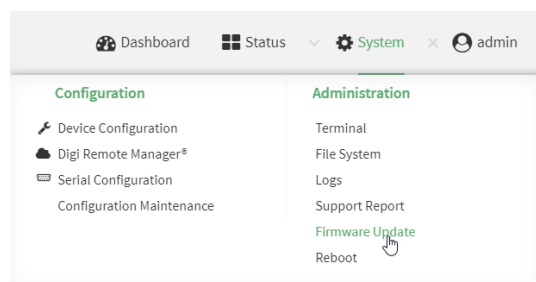 Dashboard Status System admin
Configuration
Device Configuration
Digi Remote Manager®
Serial Configuration
Configuration Maintenance
Administration
Terminal
File System
Logs
Support Report
Firmware Update
Reboot